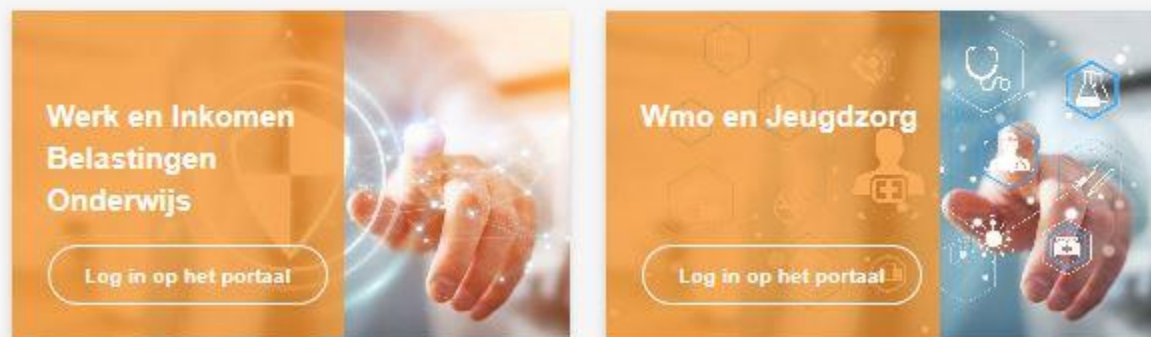 Werk en Inkomen
Belastingen
Onderwijs
Log in op het portaal
Wmo en Jeugdzorg
Log in op het portaal